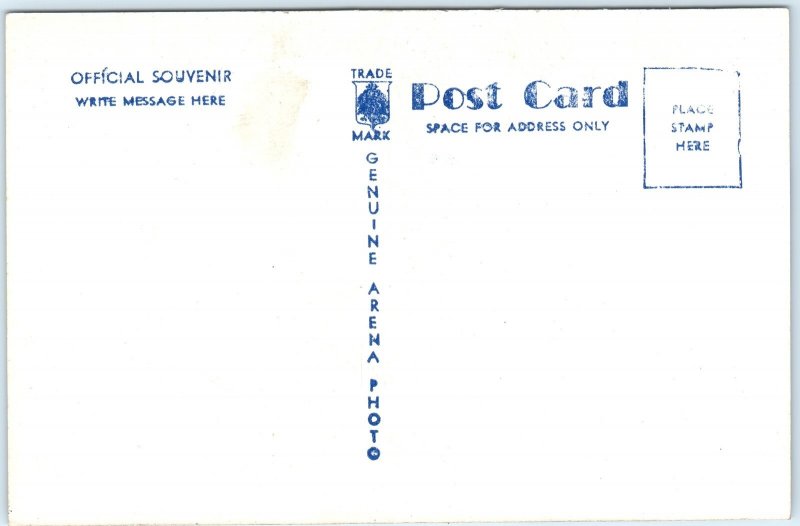 OFFICIAL SOUVENIR
WRITE MESSAGE HERE
TRADE
MARK
GENUINE ARENA PHOTO
Post Card
SPACE FOR ADDRESS ONLY
PLACE
STAMP
HERE